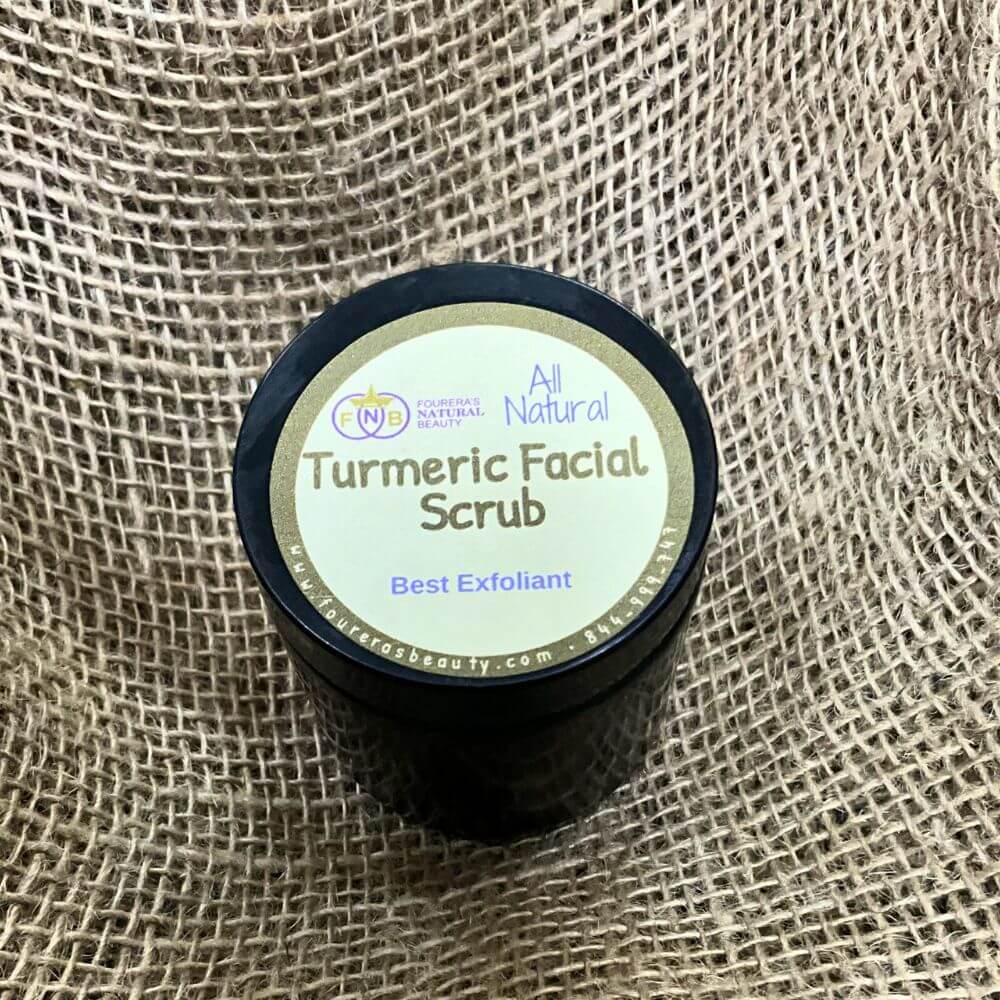 FNB
FOURERA'S
NATURAL
BEAUTY
All
Natural
Turmeric Facial
Scrub
Best Exfoliant
www.fourerasbeauty.com .